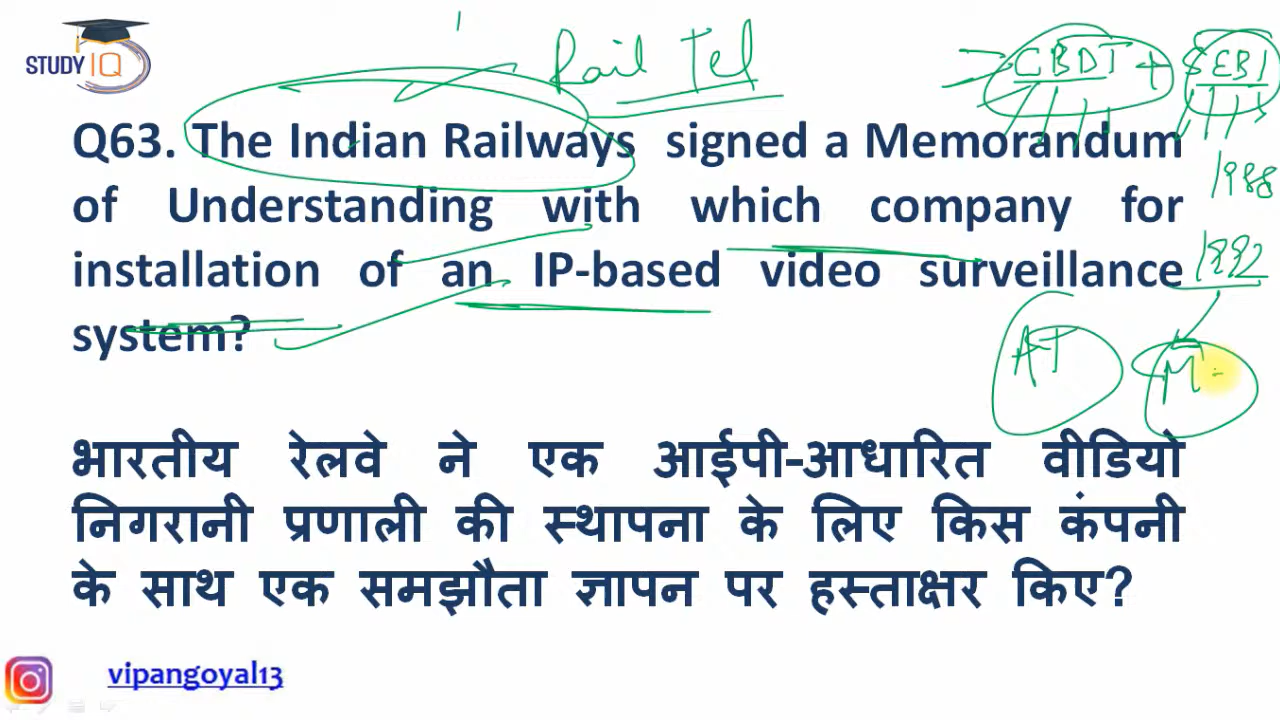 STUDY IQ
Rail Tel
CBDT + SEBI
Q63. The Indian Railways signed a Memorandum
1988
of Understanding with which company for
1992
installation of an IP-based video surveillance
system?
भारतीय रेलवे ने एक आईपी-आधारित वीडियो
निगरानी प्रणाली की स्थापना के लिए किस कंपनी
के साथ एक समझौता ज्ञापन पर हस्ताक्षर किए?
vipangoyal13